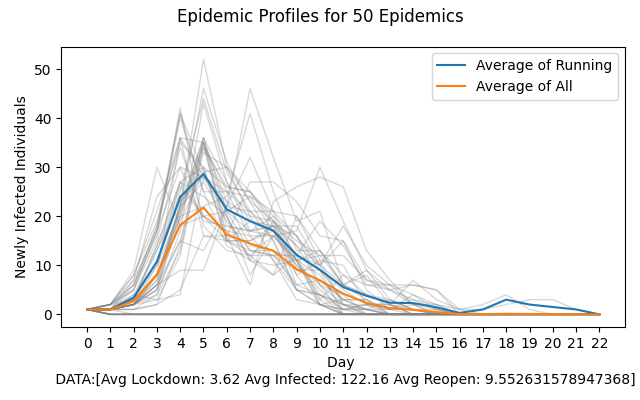 Epidemic Profiles for 50 Epidemics
Average of Running
Average of All
Newly Infected Individuals
50
40
30
20
10
0
0 1 2 3 4 5 6 7 8 9 10 11 12 13 14 15 16 17 18 19 20 21 22
Day
DATA:[Avg Lockdown: 3.62 Avg Infected: 122.16 Avg Reopen: 9.552631578947368]